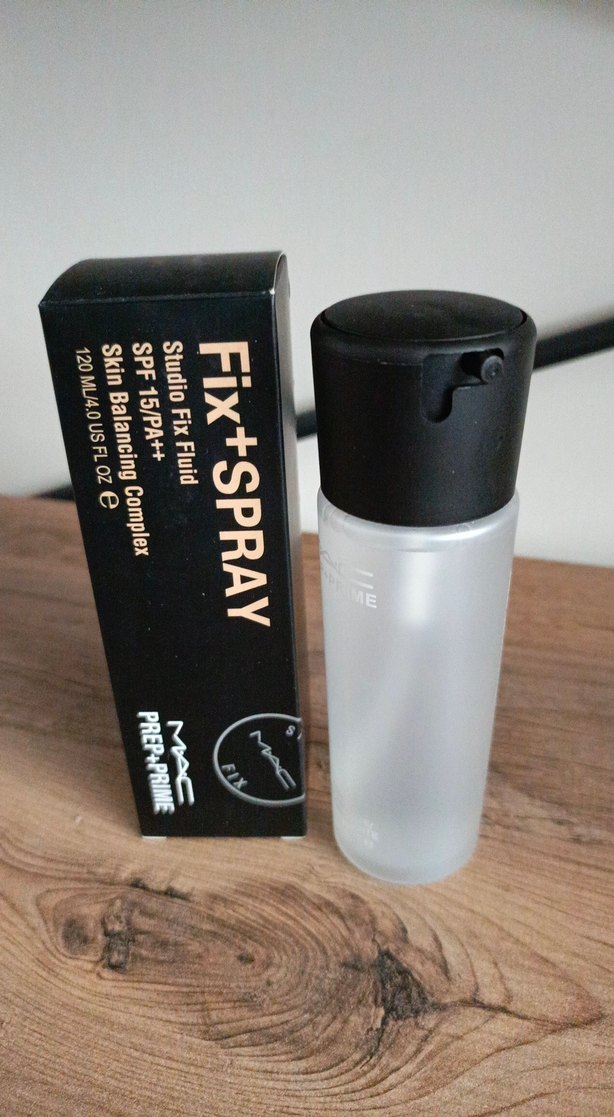 Fix+SPRAY
Studio Fix Fluid
SPF 15/PA++
Skin Balancing Complex
120 ML/4.0 US FL OZ ℮
MAC
PREP+PRIME
MAC
FIX